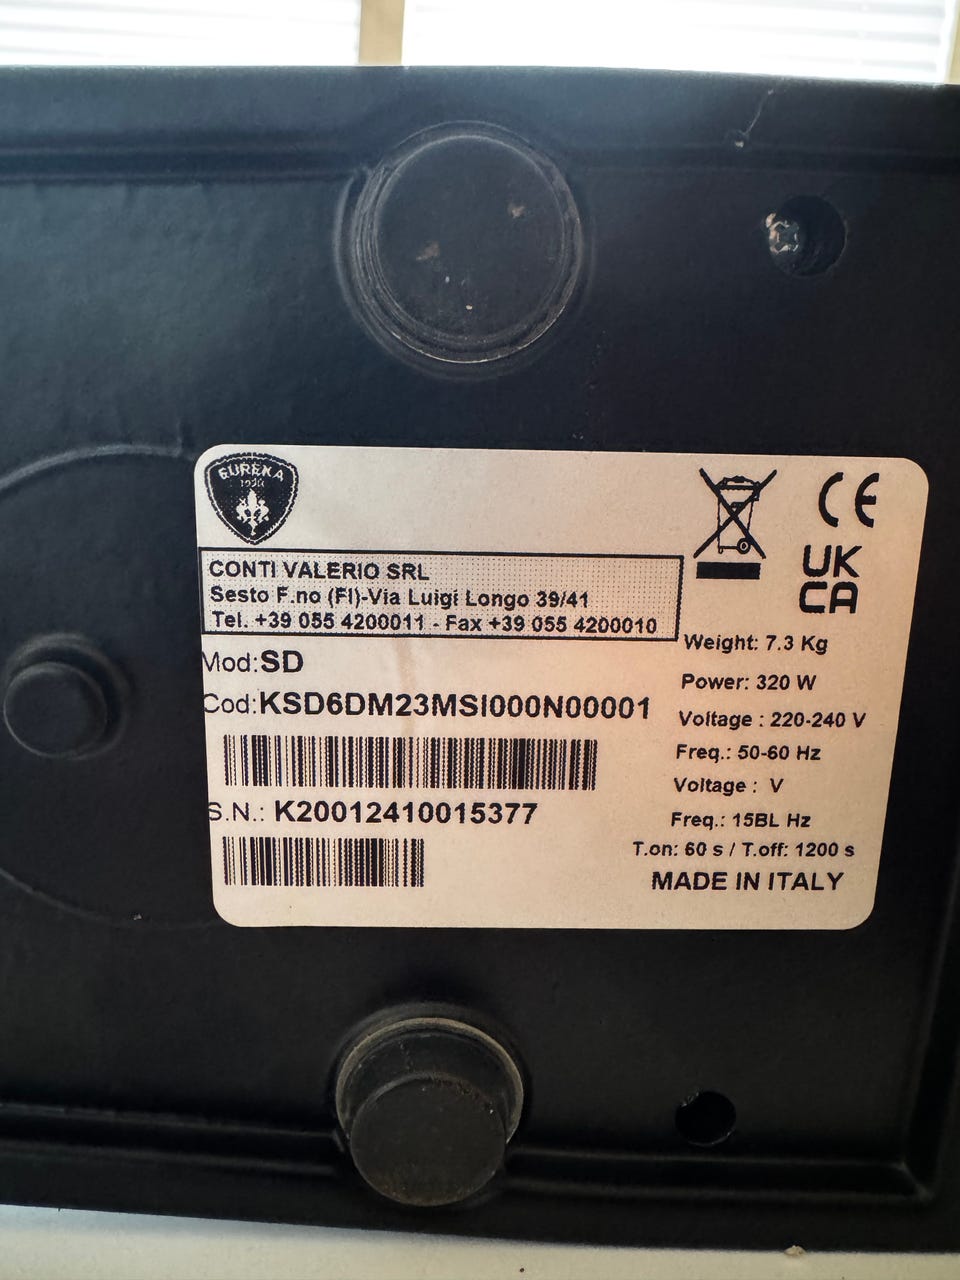 EUREKA
CE
UK
CA
CONTI VALERIO SRL
Sesto F.no (FI)-Via Luigi Longo 39/41
Tel. +39 055 4200011 - Fax +39 055 4200010
Mod:SD
Cod:KSD6DM23MSI000N00001
S.N.: K20012410015377
Weight: 7.3 Kg
Power: 320 W
Voltage : 220-240 V
Freq.: 50-60 Hz
Voltage : V
Freq.: 15BL Hz
T.on: 60 s / T.off: 1200 s
MADE IN ITALY